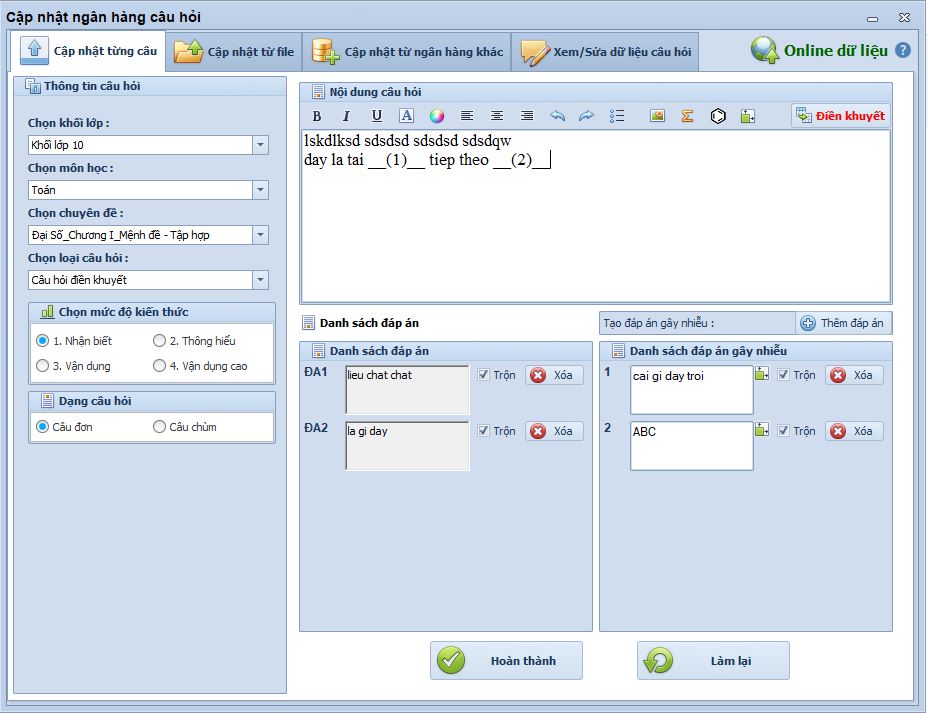 Cập nhật ngân hàng câu hỏi
Cập nhật từng câu
Cập nhật từ file
Cập nhật từ ngân hàng khác
Xem/Sửa dữ liệu câu hỏi
Online dữ liệu
?
Thông tin câu hỏi
Chọn khối lớp :
Khối lớp 10
Chọn môn học :
Toán
Chọn chuyên đề :
Đại Số_Chương I_Mệnh đề - Tập hợp
Chọn loại câu hỏi :
Câu hỏi điền khuyết
Chọn mức độ kiến thức
1. Nhận biết
2. Thông hiểu
3. Vận dụng
4. Vận dụng cao
Dạng câu hỏi
Câu đơn
Câu chùm
Nội dung câu hỏi
B I U A Σ Điền khuyết
lskdlksd sdsdsd sdsdsd sdsdqw
day la tai __(1)__ tiep theo __(2)__
Danh sách đáp án
Tạo đáp án gây nhiễu :
Thêm đáp án
Danh sách đáp án
ĐA1
lieu chat chat
Trộn
Xóa
ĐA2
la gi day
Trộn
Xóa
Danh sách đáp án gây nhiễu
1
cai gi day troi
Trộn
Xóa
2
ABC
Trộn
Xóa
Hoàn thành
Làm lại